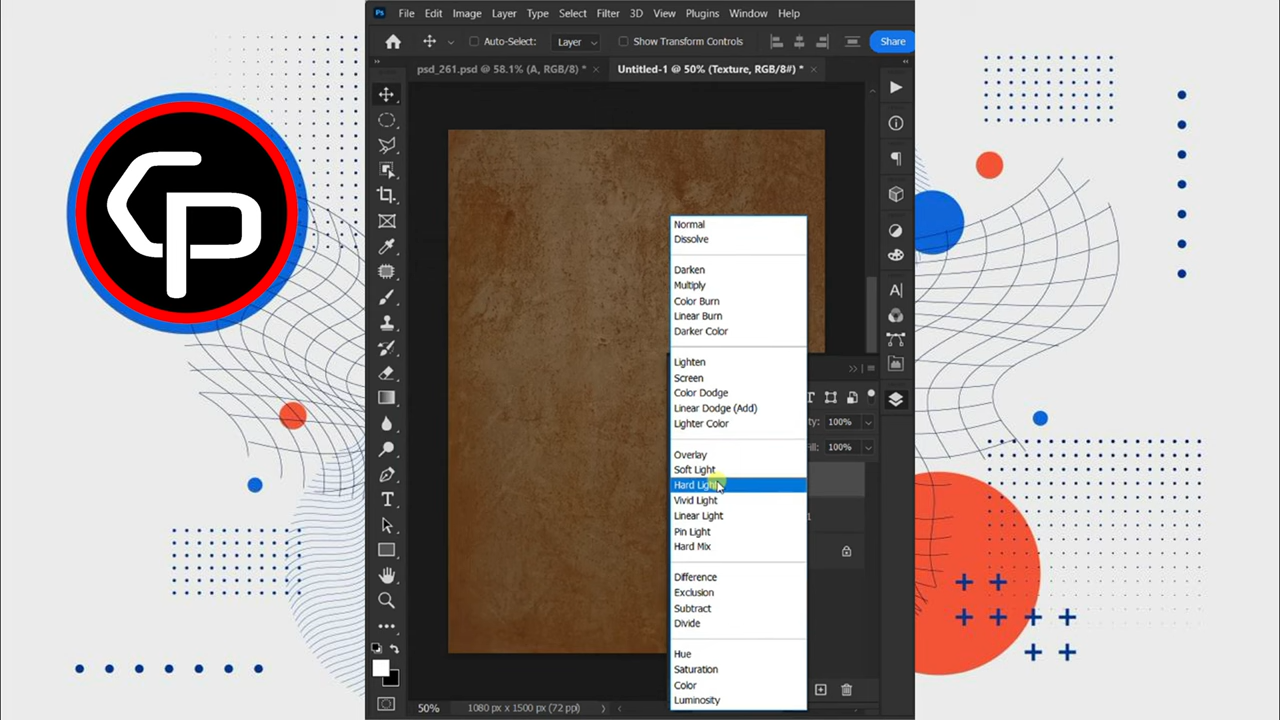 Ps File Edit Image Layer Type Select Filter 3D View Plugins Window Help
Auto-Select: Layer Show Transform Controls Share
psd_261.psd @ 58.1% (A, RGB/8) * × Untitled-1 @ 50% (Texture, RGB/8#) * ×
CP
Normal
Dissolve
Darken
Multiply
Color Burn
Linear Burn
Darker Color
Lighten
Screen
Color Dodge
Linear Dodge (Add)
Lighter Color
ty: 100%
Overlay
fill: 100%
Soft Light
Hard Light
Vivid Light
Linear Light
Pin Light
Hard Mix
Difference
Exclusion
Subtract
Divide
Hue
Saturation
Color
Luminosity
50% 1080 px x 1500 px (72 ppi)